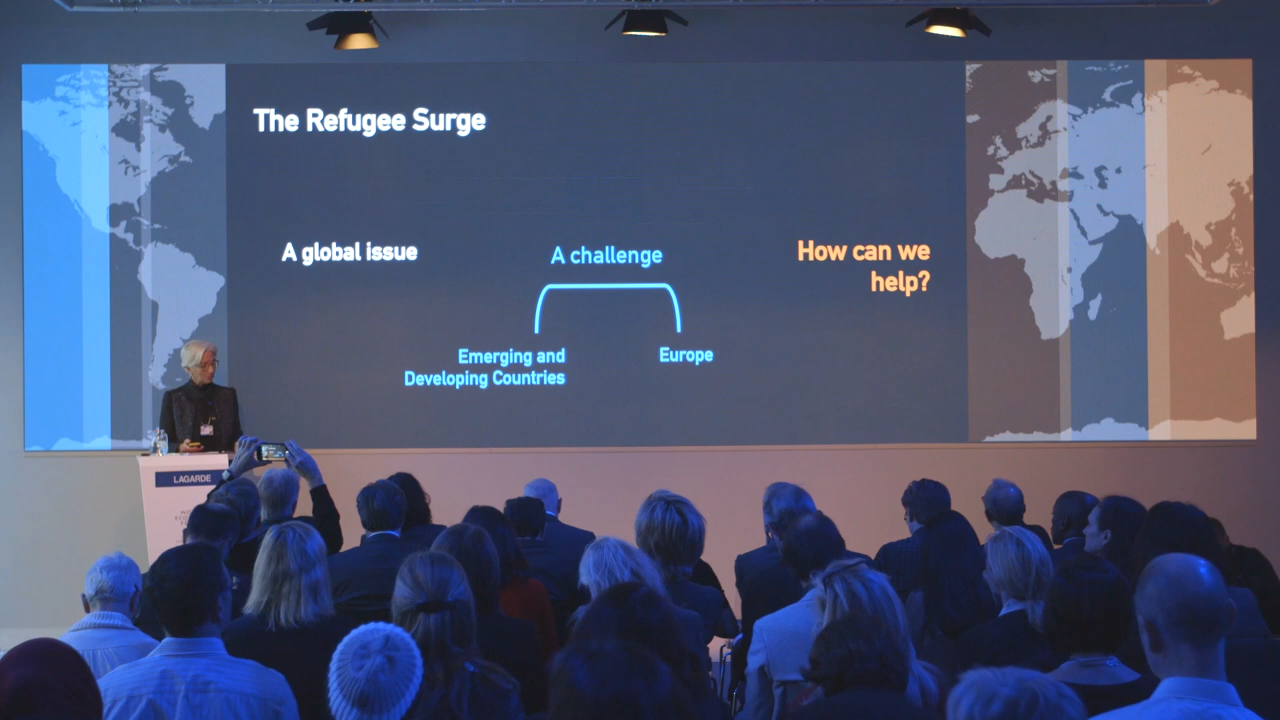 The Refugee Surge
A global issue
A challenge
How can we
help?
Emerging and
Developing Countries
Europe
LAGARDE